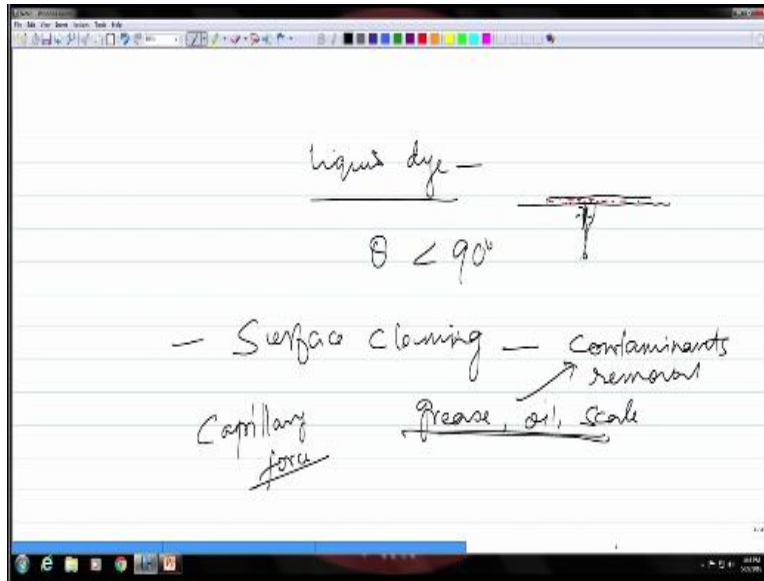 liquid dye —
θ < 90°
— Surface cleaning — Contaminants
removal
Capillary grease, oil, scale
force